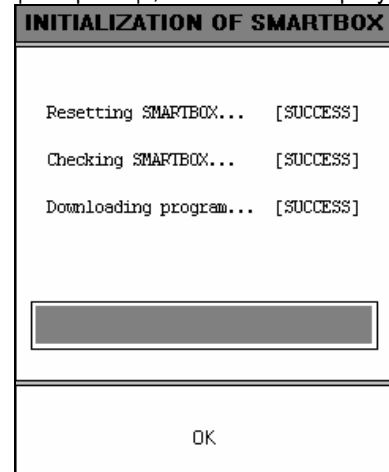 INITIALIZATION OF SMARTBOX
Resetting SMARTBOX... [SUCCESS]
Checking SMARTBOX... [SUCCESS]
Downloading program... [SUCCESS]
OK